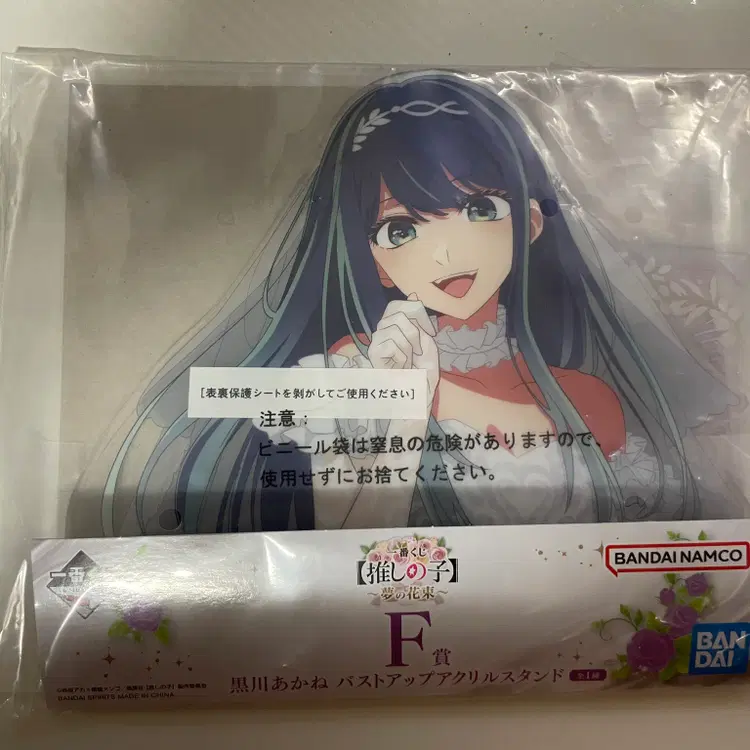 [表裏保護シートを剥がしてご使用ください]
注意：
ビニール袋は窒息の危険がありますので、
使用せずにお捨てください。
一番くじ
【推しの子】
～夢の花束～
BANDAI NAMCO
F賞
BAN
DAI
黒川あかね バストアップアクリルスタンド 全1種
BANDAI SPIRITS MADE IN CHINA